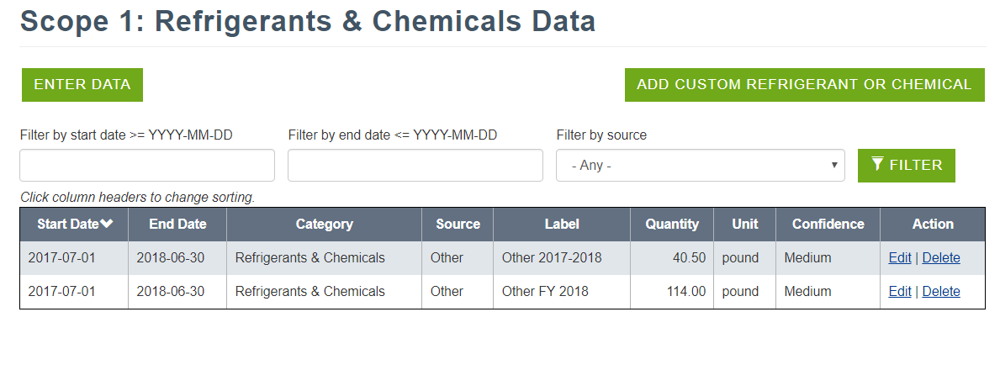 Scope 1: Refrigerants & Chemicals Data
ENTER DATA ADD CUSTOM REFRIGERANT OR CHEMICAL
Filter by start date >= YYYY-MM-DD Filter by end date <= YYYY-MM-DD Filter by source
- Any - FILTER
Click column headers to change sorting.
Start Date End Date Category Source Label Quantity Unit Confidence Action
2017-07-01 2018-06-30 Refrigerants & Chemicals Other Other 2017-2018 40.50 pound Medium Edit | Delete
2017-07-01 2018-06-30 Refrigerants & Chemicals Other Other FY 2018 114.00 pound Medium Edit | Delete